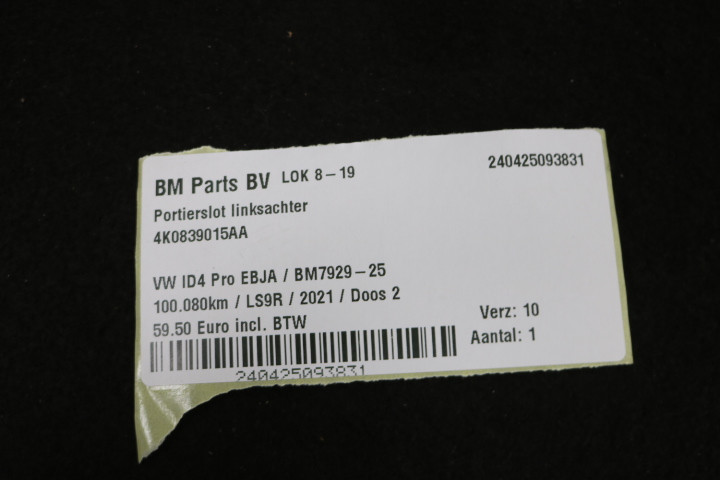 BM Parts BV LOK 8-19 240425093831
Portierslot linksachter
4K0839015AA
VW ID4 Pro EBJA / BM7929-25
100.080km / LS9R / 2021 / Doos 2
59.50 Euro incl. BTW
Verz: 10
Aantal: 1
240425093831